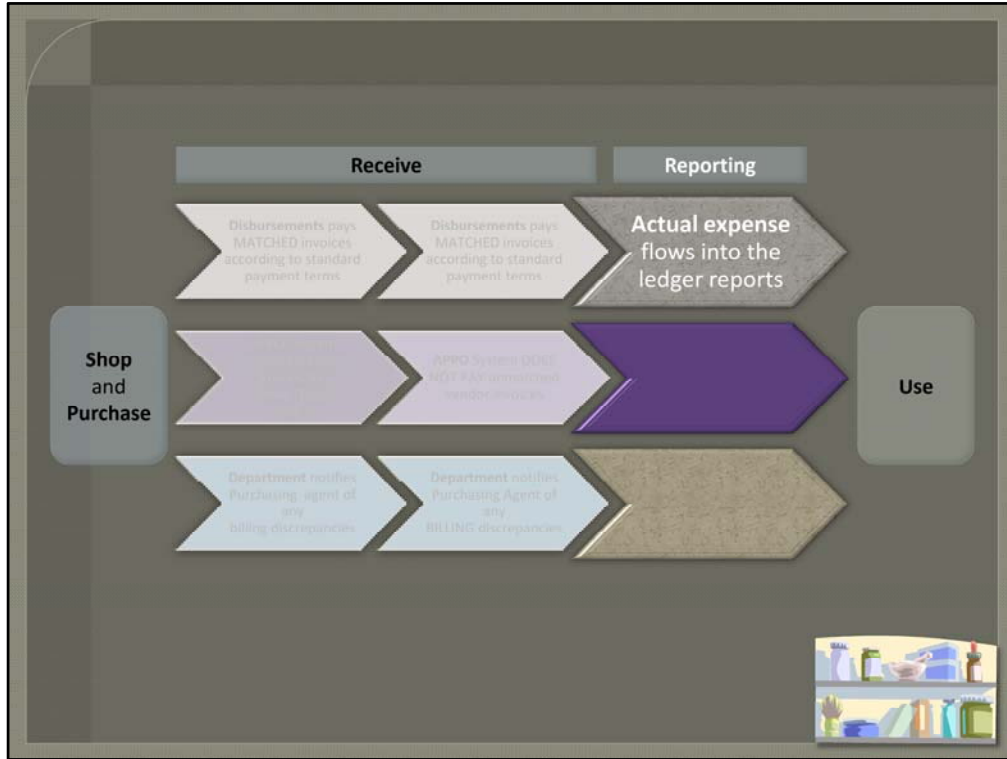 Receive
Reporting
Disbursements pays
MATCHED invoices
according to standard
payment terms
Disbursements pays
MATCHED invoices
according to standard
payment terms
Actual expense
flows into the
ledger reports
Shop
and
Purchase
APPO System DOES
NOT PAY unmatched
vendor invoices
Use
Department notifies
Purchasing agent of
any
billing discrepancies
Department notifies
Purchasing Agent of
any
BILLING discrepancies